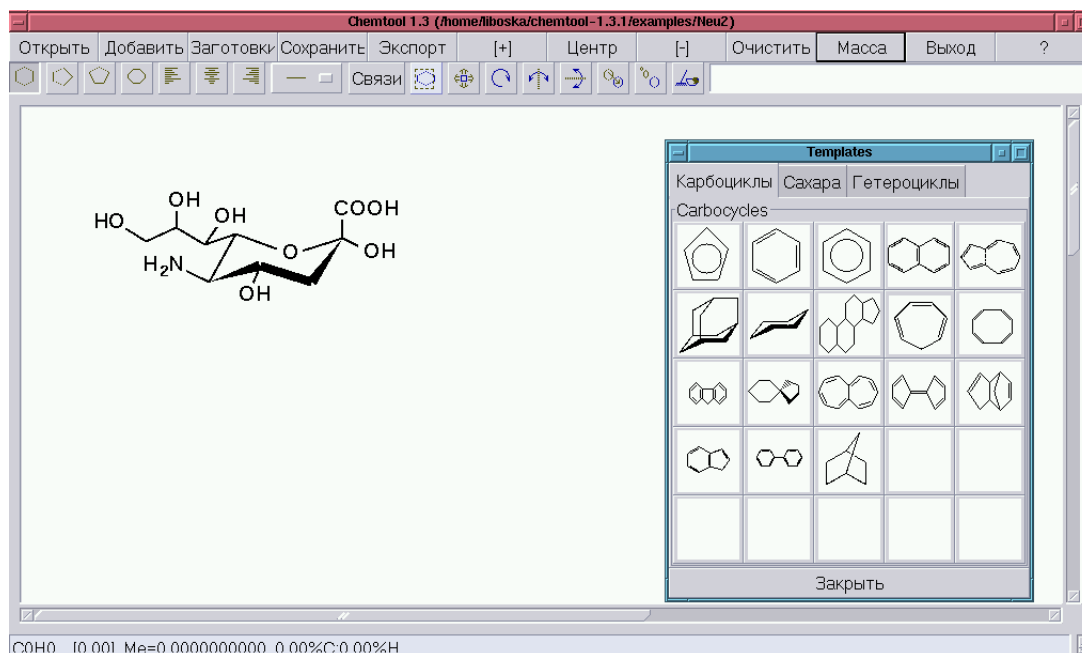 Chemtool 1.3 (/home/liboska/chemtool-1.3.1/examples/Neu2)
Открыть Добавить Заготовки Сохранить Экспорт [+] Центр [-] Очистить Масса Выход ?
Связи
Templates
Карбоциклы Сахара Гетероциклы
Carbocycles
OH
HO
OH
COOH
O
OH
H2N
OH
Закрыть
C0H0 [0.00] Me=0.0000000000 0.00%C:0.00%H